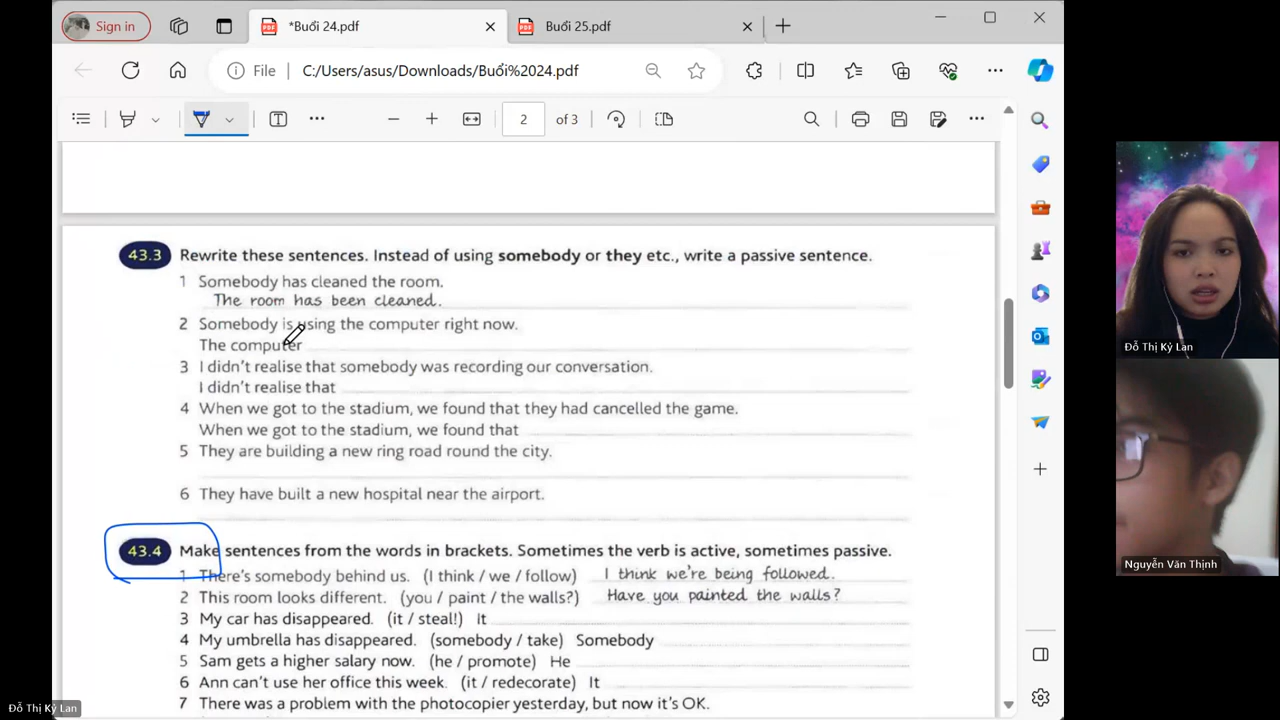 Sign in
*Buổi 24.pdf
Buổi 25.pdf
File
C:/Users/asus/Downloads/Buổi%2024.pdf
2 of 3
43.3 Rewrite these sentences. Instead of using somebody or they etc., write a passive sentence.
1 Somebody has cleaned the room.
The room has been cleaned.
2 Somebody is using the computer right now.
The computer
3 I didn't realise that somebody was recording our conversation.
I didn't realise that
4 When we got to the stadium, we found that they had cancelled the game.
When we got to the stadium, we found that
5 They are building a new ring road round the city.
6 They have built a new hospital near the airport.
43.4 Make sentences from the words in brackets. Sometimes the verb is active, sometimes passive.
1 There's somebody behind us. (I think / we / follow) I think we're being followed.
2 This room looks different. (you / paint / the walls?) Have you painted the walls?
3 My car has disappeared. (it / steal!) It
4 My umbrella has disappeared. (somebody / take) Somebody
5 Sam gets a higher salary now. (he / promote) He
6 Ann can't use her office this week. (it / redecorate) It
7 There was a problem with the photocopier yesterday, but now it's OK.
Đỗ Thị Kỳ Lan
Nguyễn Văn Thịnh
Đỗ Thị Kỳ Lan